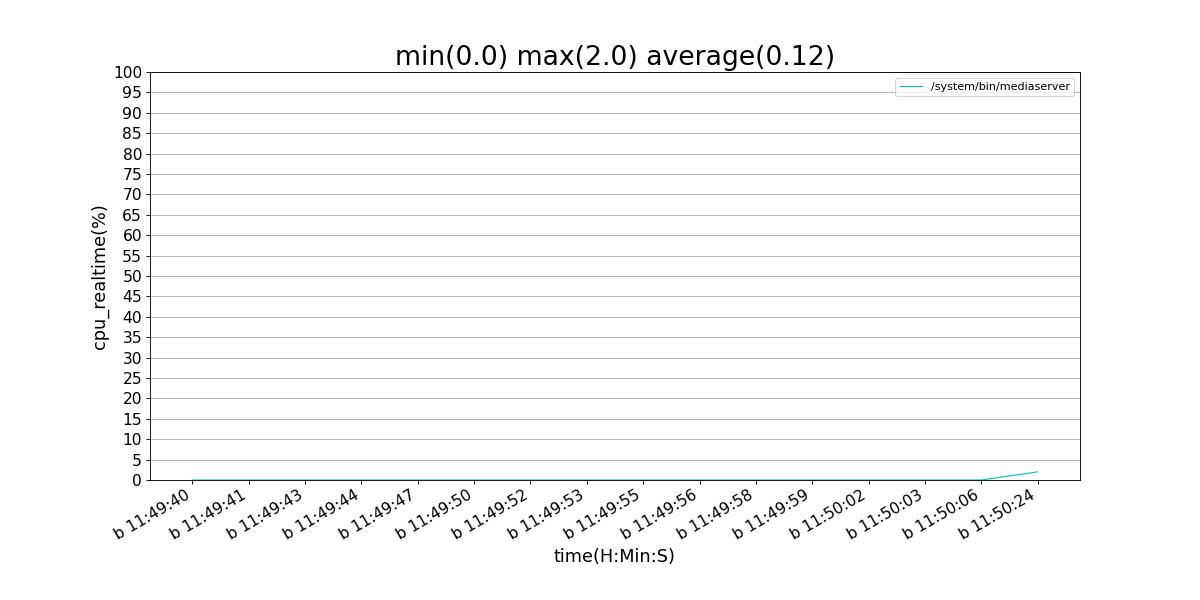 min(0.0) max(2.0) average(0.12)
/system/bin/mediaserver
100
95
90
85
80
75
70
65
60
55
50
45
40
35
30
25
20
15
10
5
0
cpu_realtime(%)
b 11:49:40
b 11:49:41
b 11:49:43
b 11:49:44
b 11:49:47
b 11:49:50
b 11:49:52
b 11:49:53
b 11:49:55
b 11:49:56
b 11:49:58
b 11:49:59
b 11:50:02
b 11:50:03
b 11:50:06
b 11:50:24
time(H:Min:S)